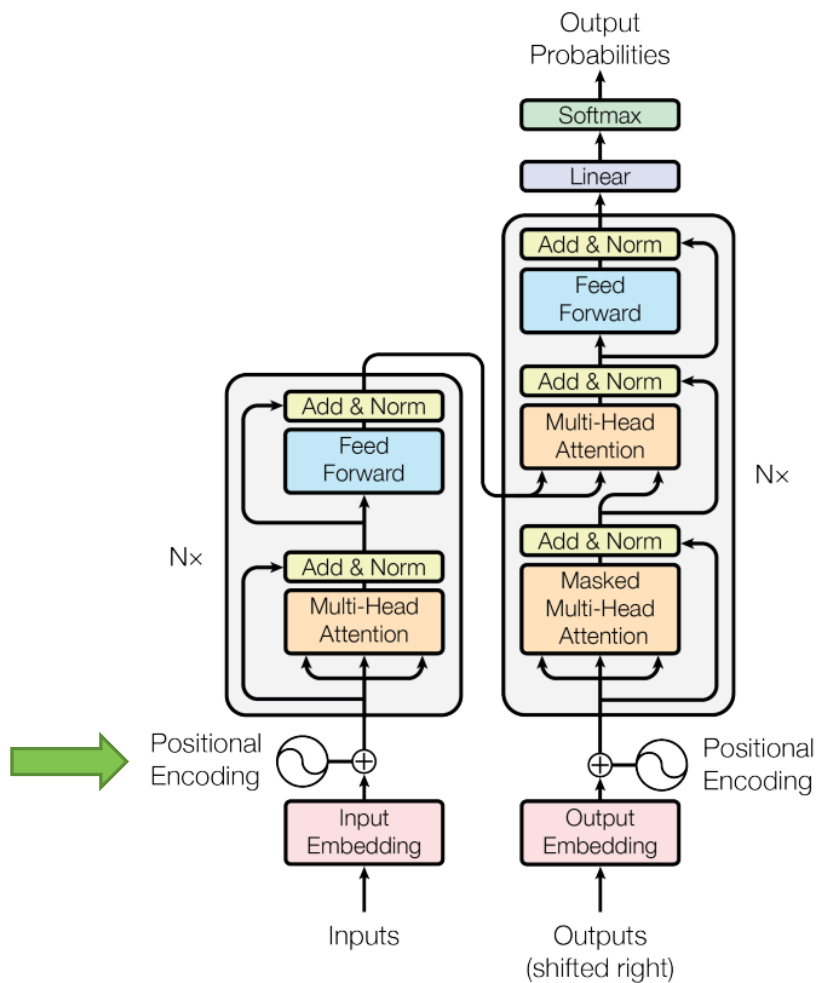 Output
Probabilities
Softmax
Linear
Add & Norm
Feed
Forward
Add & Norm
Multi-Head
Attention
Add & Norm
Masked
Multi-Head
Attention
N×
Add & Norm
Feed
Forward
Add & Norm
Multi-Head
Attention
N×
Positional
Encoding
Positional
Encoding
Input
Embedding
Output
Embedding
Inputs
Outputs
(shifted right)